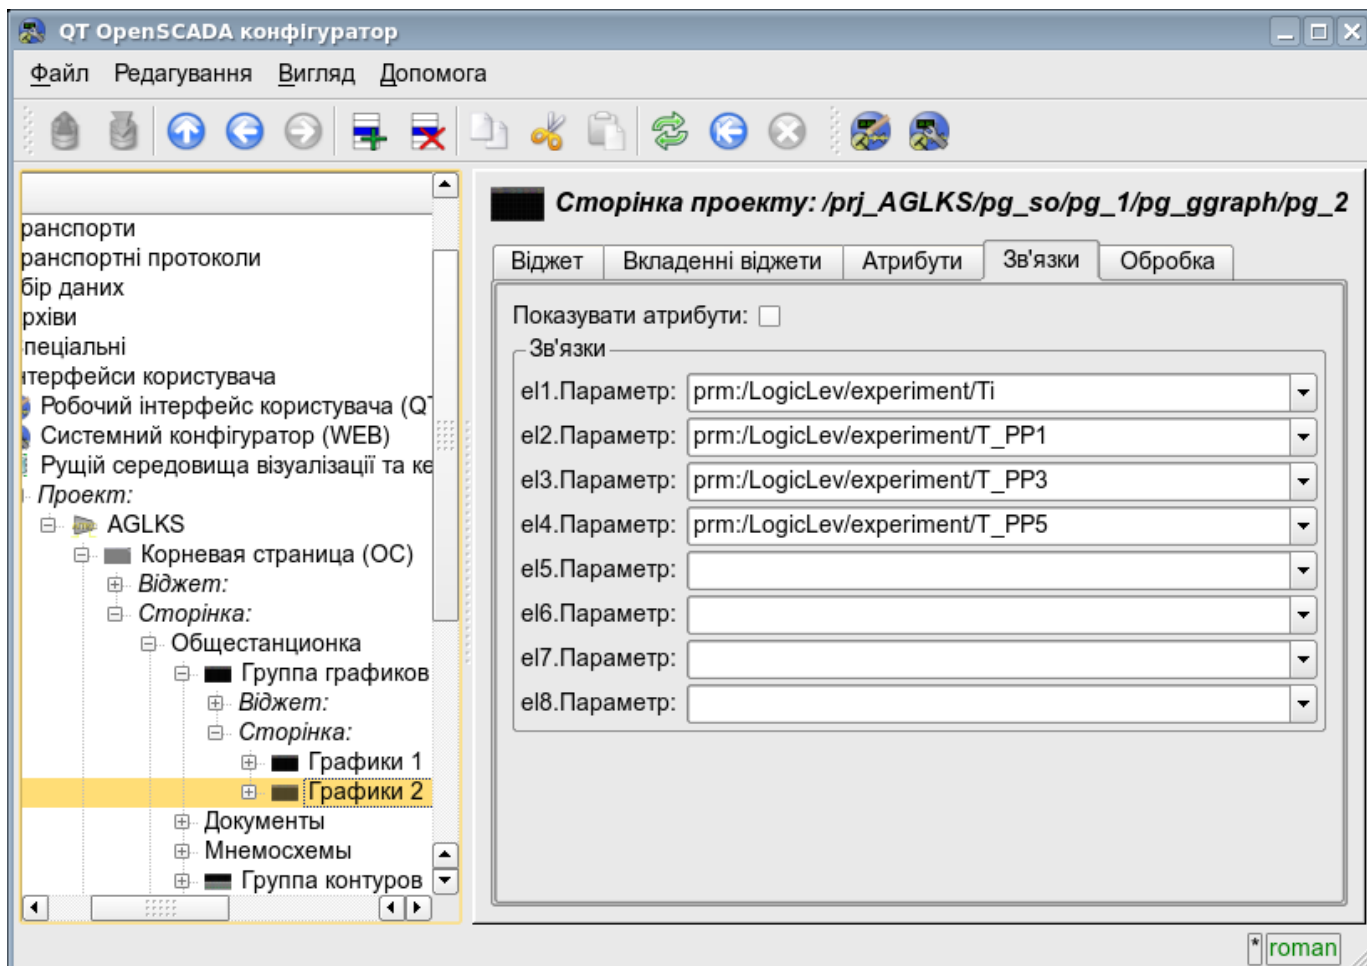 QT OpenSCADA конфігуратор
Файл Редагування Вигляд Допомога
ранспорти
ранспортні протоколи
бір даних
рхіви
пеціальні
нтерфейси користувача
Робочий інтерфейс користувача (QT
Системний конфігуратор (WEB)
Рущій середовища візуалізації та ке
Проект:
AGLKS
Корневая страница (ОС)
Віджет:
Сторінка:
Общестанционка
Группа графиков
Віджет:
Сторінка:
Графики 1
Графики 2
Документы
Мнемосхемы
Группа контуров
Сторінка проекту: /prj_AGLKS/pg_so/pg_1/pg_ggraph/pg_2
Віджет Вкладенні віджети Атрибути Зв'язки Обробка
Показувати атрибути:
Зв'язки
el1.Параметр: prm:/LogicLev/experiment/Ti
el2.Параметр: prm:/LogicLev/experiment/T_PP1
el3.Параметр: prm:/LogicLev/experiment/T_PP3
el4.Параметр: prm:/LogicLev/experiment/T_PP5
el5.Параметр:
el6.Параметр:
el7.Параметр:
el8.Параметр:
* roman